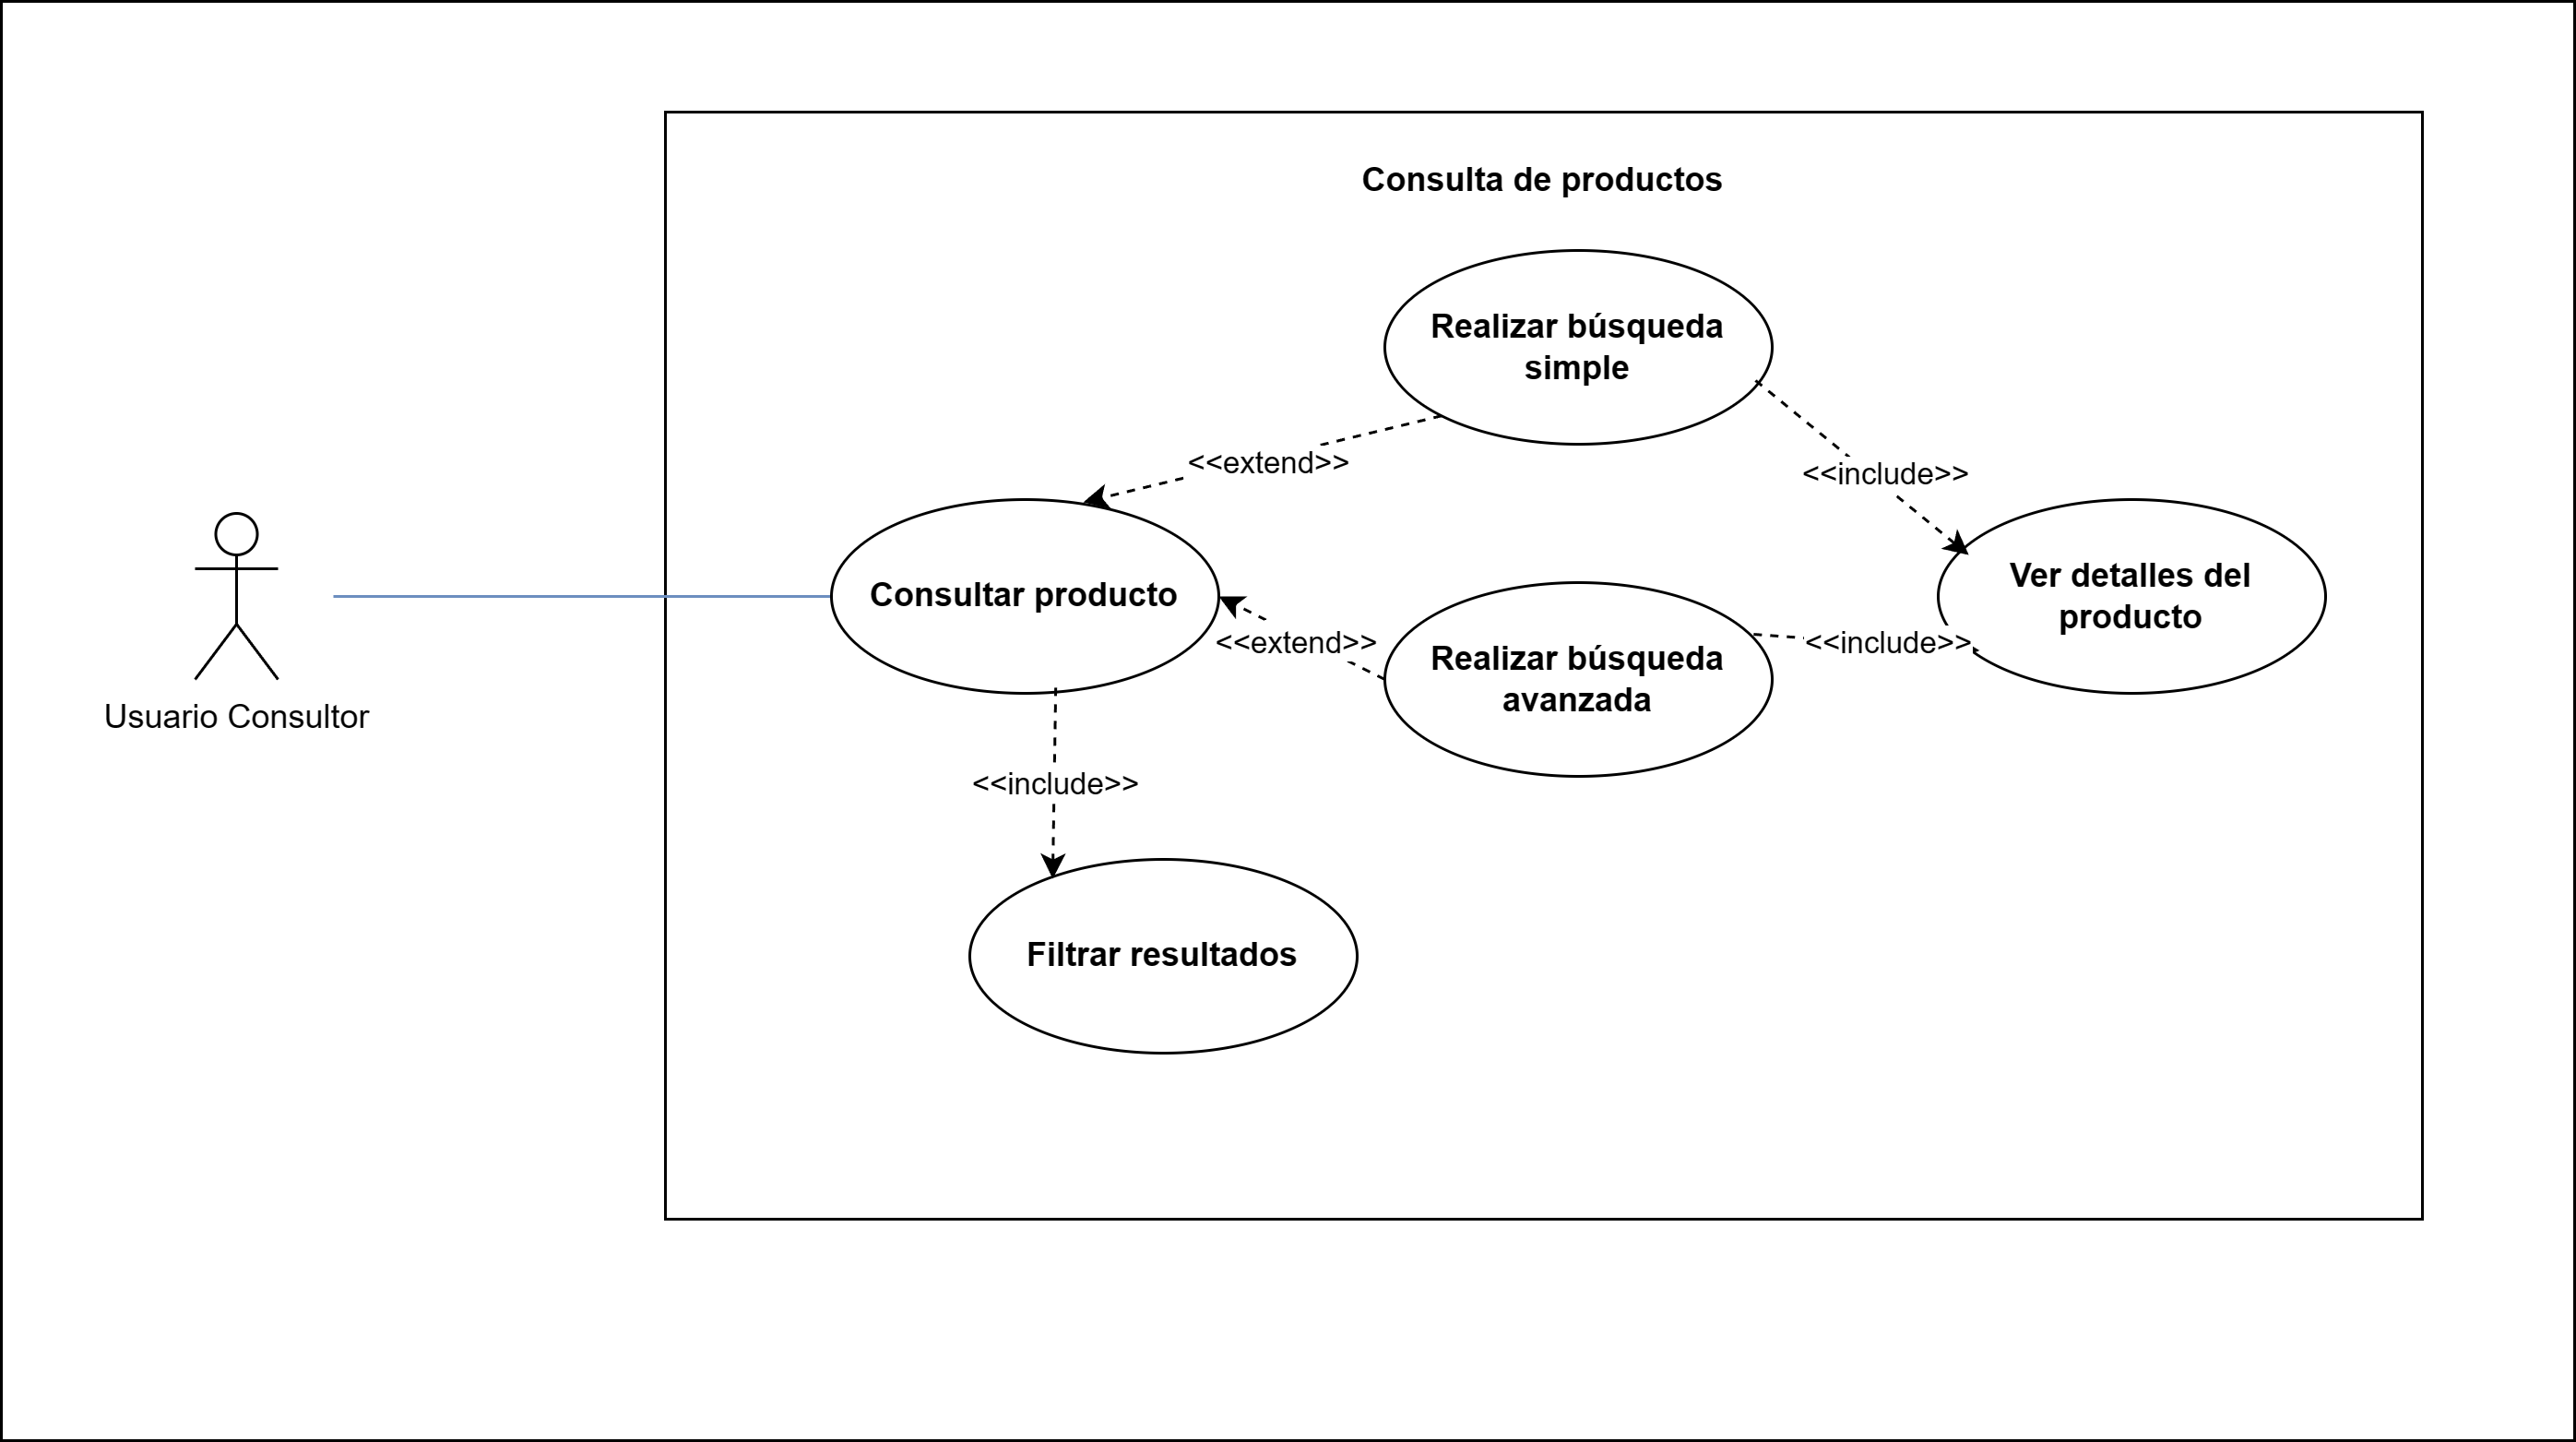 Consulta de productos
Realizar búsqueda
simple
<<extend>>
<<include>>
Consultar producto
Ver detalles del
producto
<<extend>>
Realizar búsqueda
avanzada
<<include>>
Usuario Consultor
<<include>>
Filtrar resultados